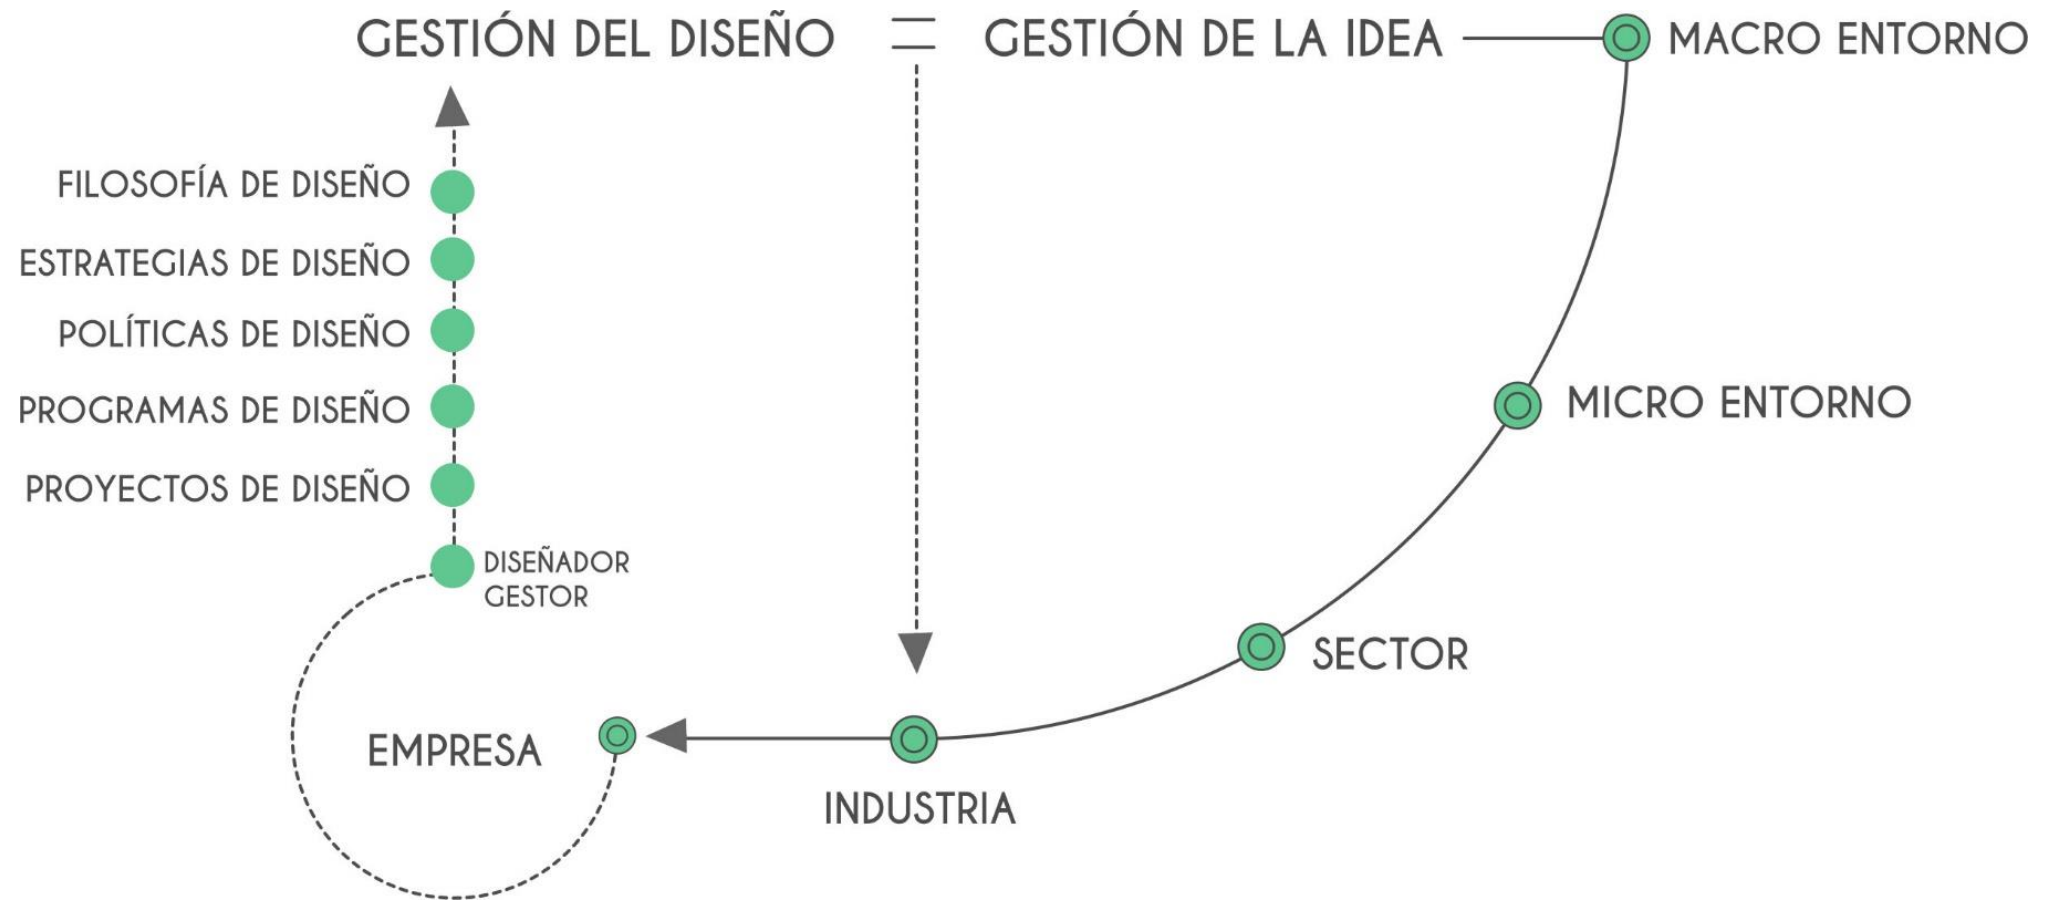 GESTIÓN DEL DISEÑO = GESTIÓN DE LA IDEA
MACRO ENTORNO
FILOSOFÍA DE DISEÑO
ESTRATEGIAS DE DISEÑO
POLÍTICAS DE DISEÑO
PROGRAMAS DE DISEÑO
PROYECTOS DE DISEÑO
DISEÑADOR
GESTOR
MICRO ENTORNO
SECTOR
EMPRESA
INDUSTRIA